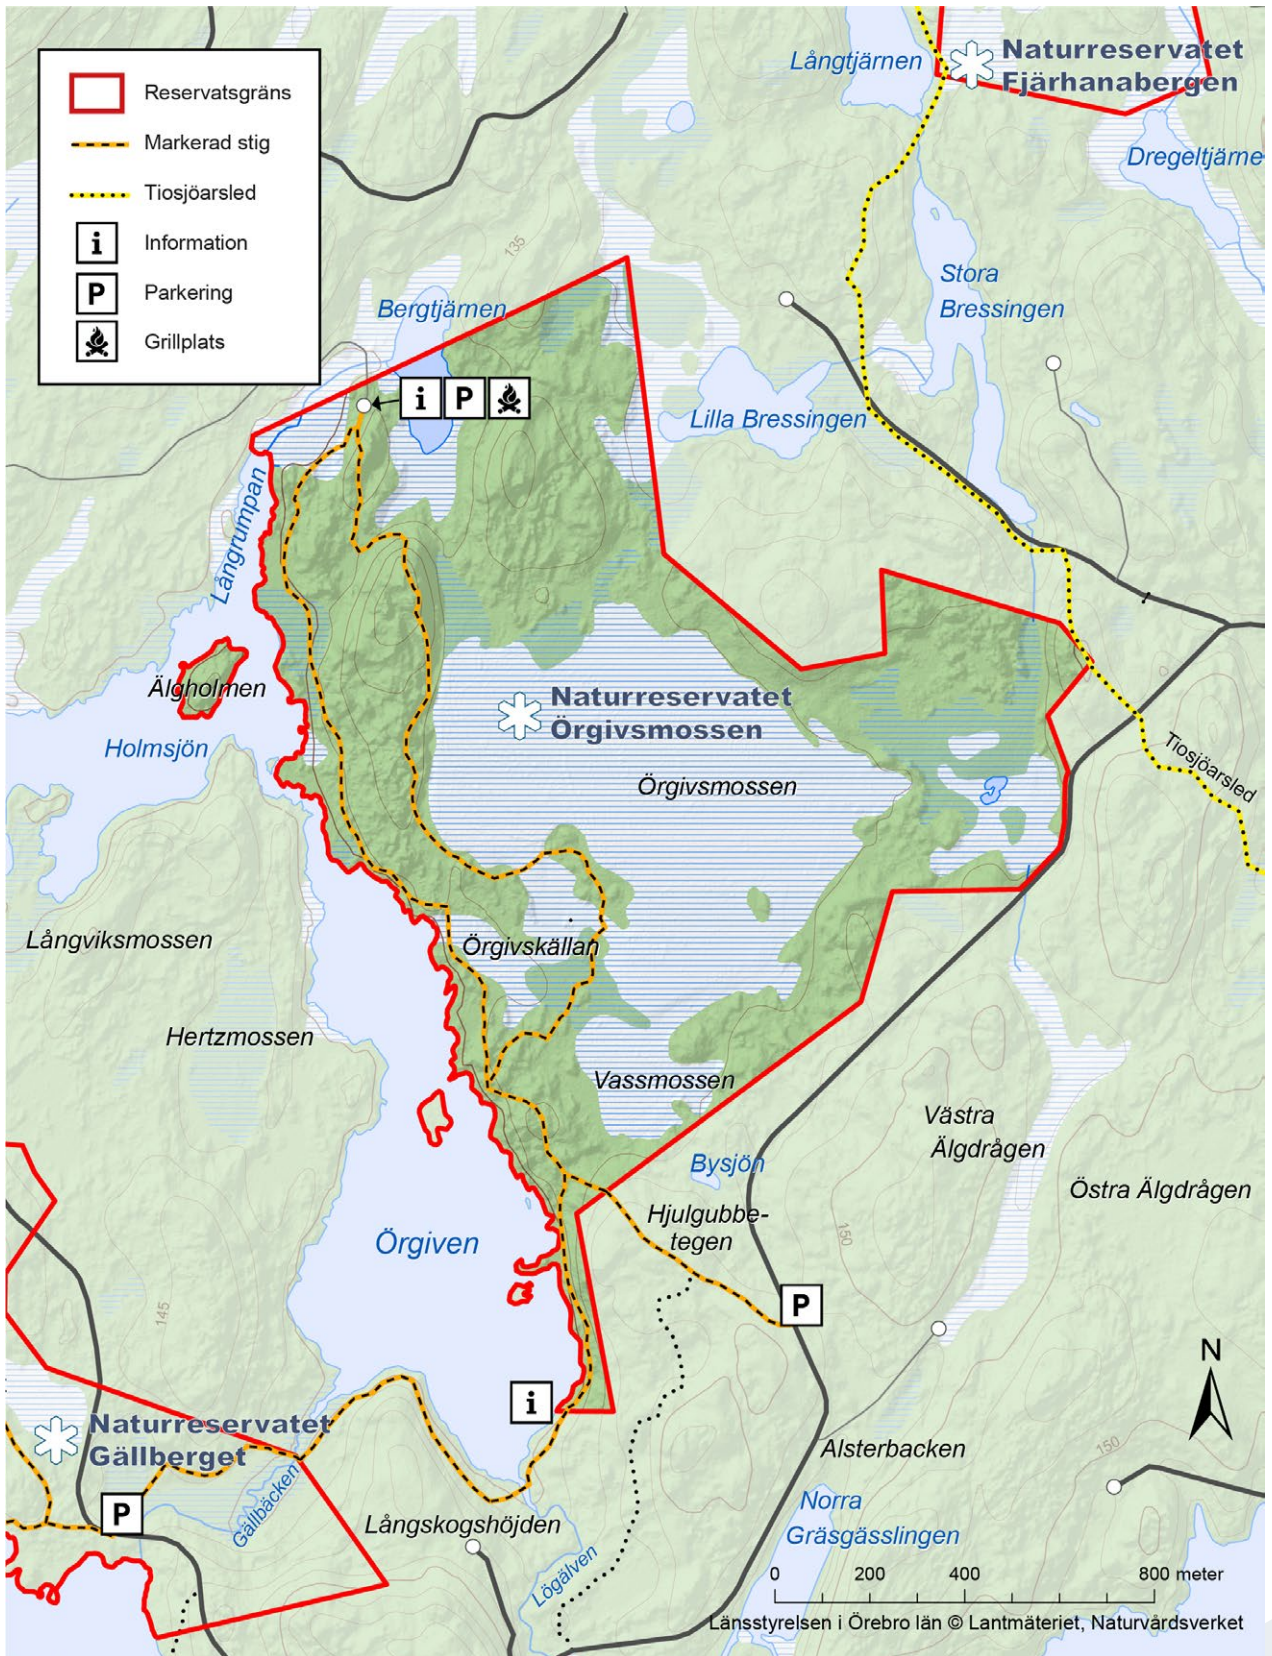 Reservatsgräns
Markerad stig
Tiosjöarsled
i Information
P Parkering
Grillplats
Långtjärnen
Naturreservatet
Fjärhanabergen
Dregeltjärne
135
Stora
Bressingen
Bergtjärnen
i P
Lilla Bressingen
Långrumpan
Älgholmen
Naturreservatet
Örgivsmossen
Holmsjön
Tiosjöarsled
Örgivsmossen
Långviksmossen
Örgivskällan
Hertzmossen
Vassmossen
Västra
Älgdrågen
Bysjön
Östra Älgdrågen
Hjulgubbe-
tegen
150
Örgiven
145
P
N
i
Naturreservatet
Gällberget
Alsterbacken
150
Gällbäcken
P
Norra
Gräsgässlingen
Långskogshöjden
Lögälven
0 200 400 800 meter
Länsstyrelsen i Örebro län © Lantmäteriet, Naturvårdsverket